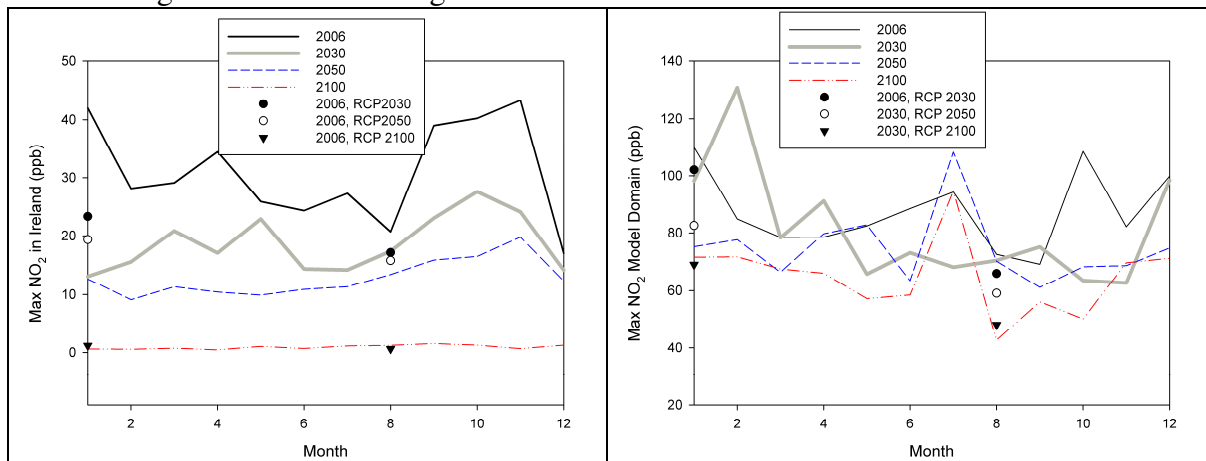 2006
2030
2050
2100
2006, RCP2030
2006, RCP2050
2006, RCP 2100
Max NO2 in Ireland (ppb)
50
40
30
20
10
0
2 4 6 8 10 12
Month
2006
2030
2050
2100
2006, RCP 2030
2030, RCP 2050
2030, RCP 2100
Max NO2 Model Domain (ppb)
140
120
100
80
60
40
20
2 4 6 8 10 12
Month